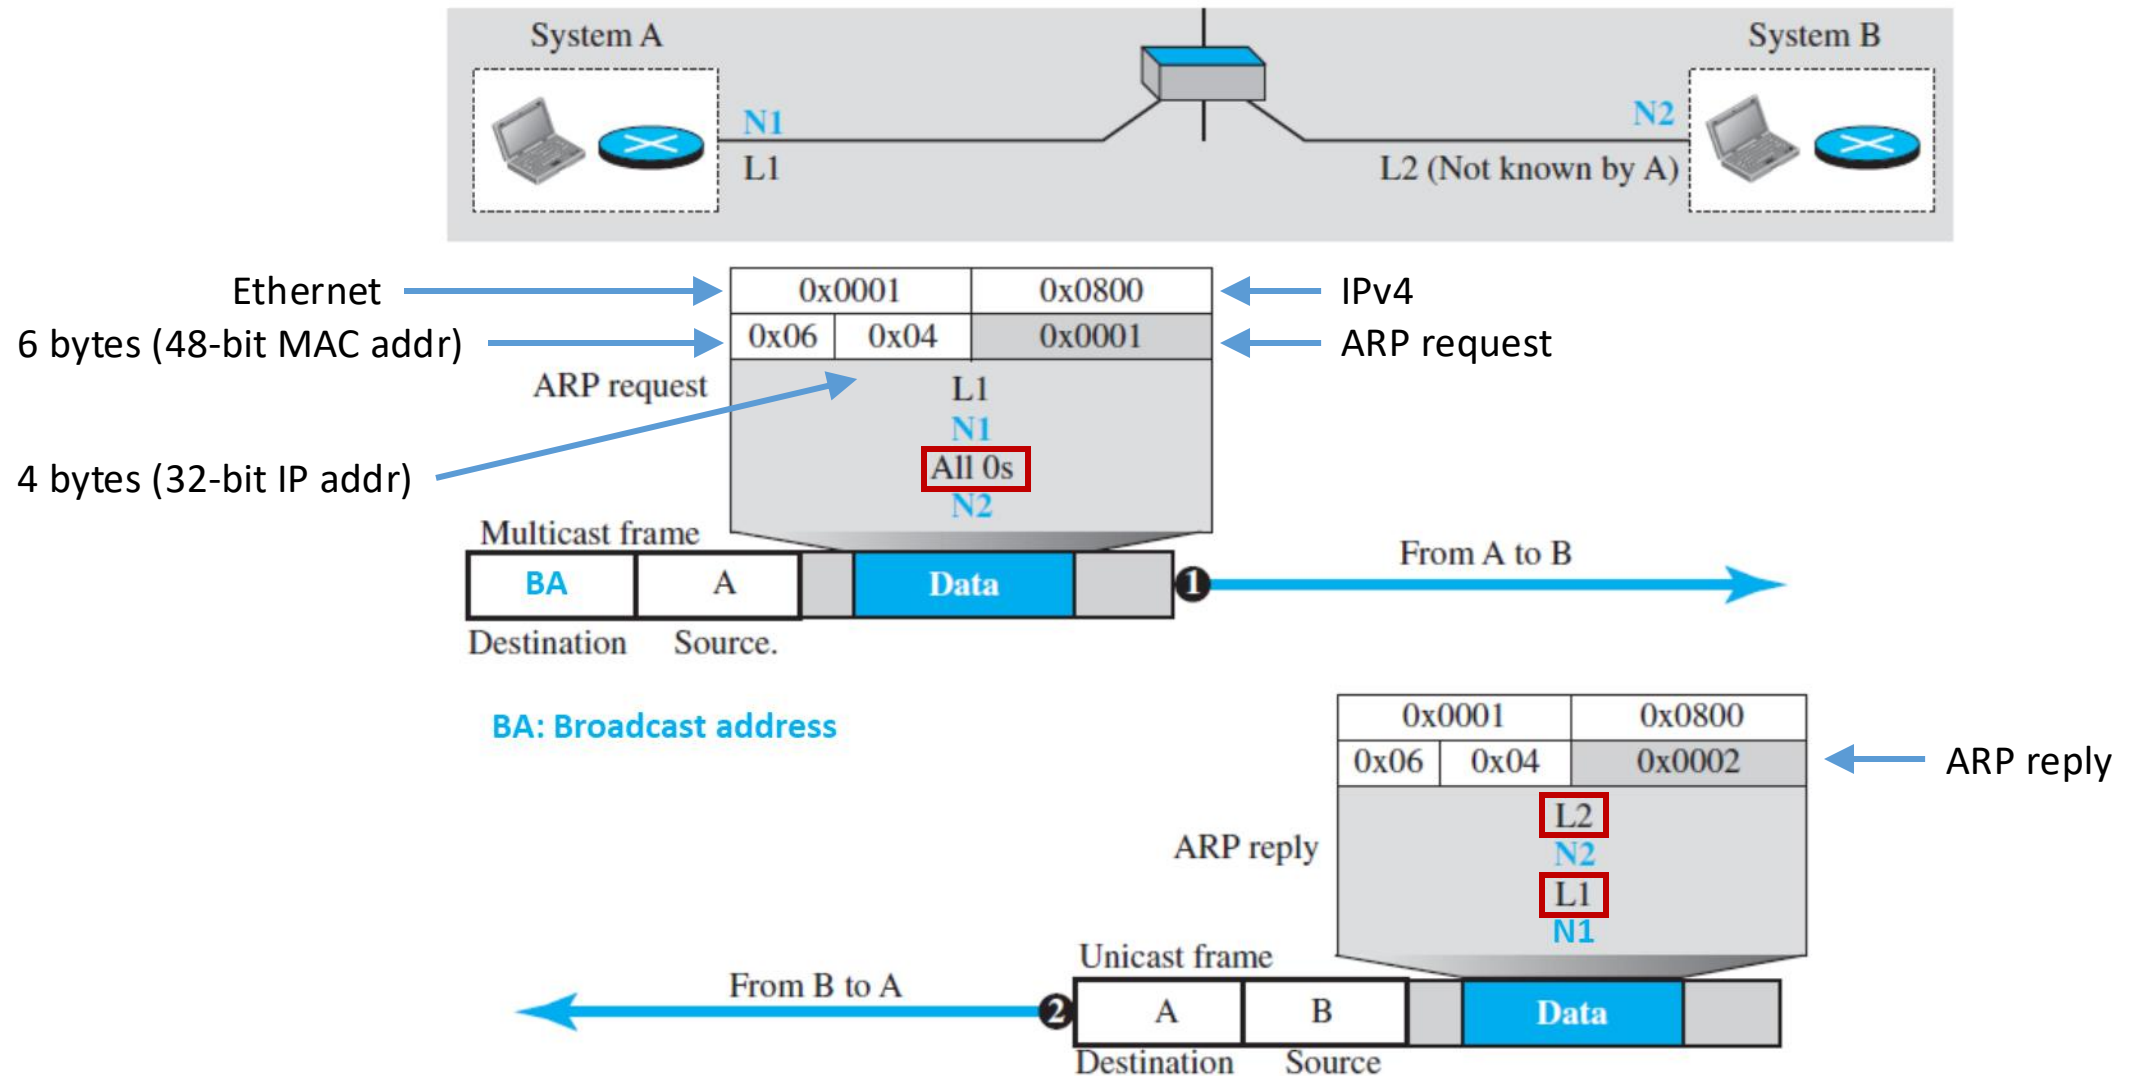 System A
System B
N1
N2
L1
L2 (Not known by A)
Ethernet
0x0001
0x0800
IPv4
6 bytes (48-bit MAC addr)
0x06
0x04
0x0001
ARP request
ARP request
L1
N1
All 0s
4 bytes (32-bit IP addr)
N2
Multicast frame
BA
A
Data
1
From A to B
Destination
Source.
BA: Broadcast address
0x0001
0x0800
0x06
0x04
0x0002
ARP reply
L2
ARP reply
N2
L1
N1
Unicast frame
From B to A
2
A
B
Data
Destination
Source